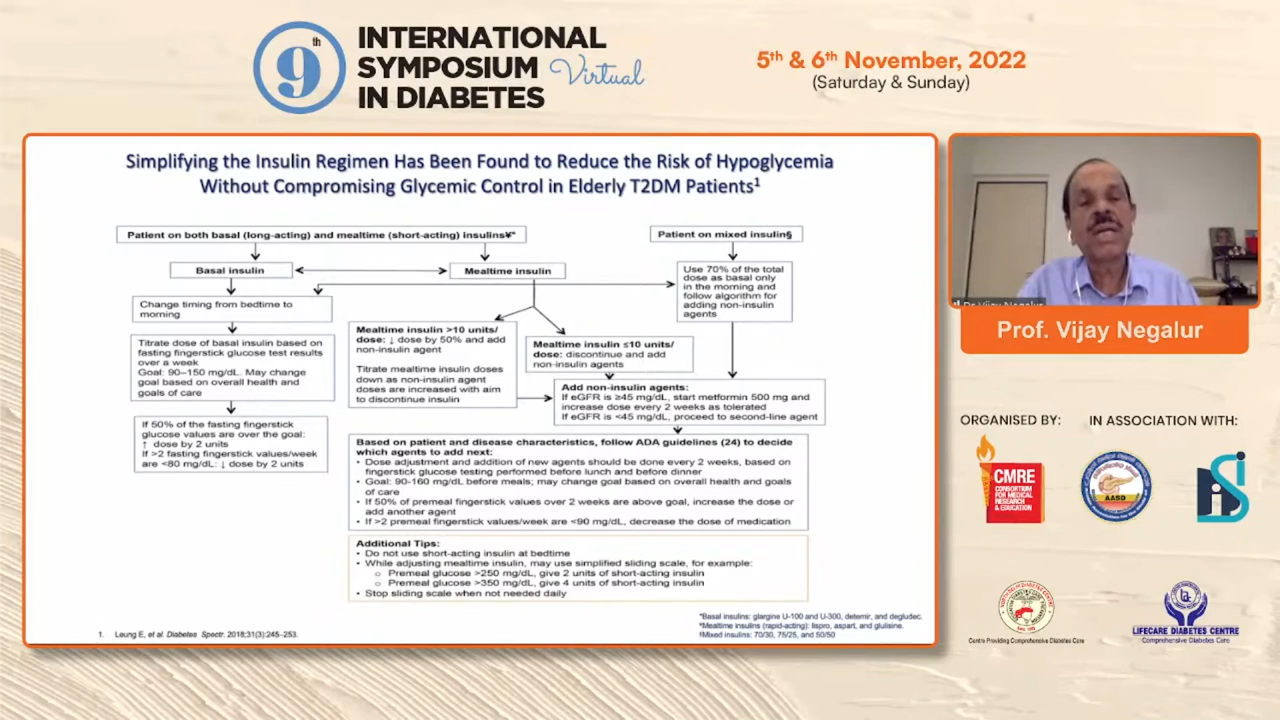 9th
INTERNATIONAL
SYMPOSIUM Virtual
IN DIABETES
5th & 6th November, 2022
(Saturday & Sunday)
Simplifying the Insulin Regimen Has Been Found to Reduce the Risk of Hypoglycemia
Without Compromising Glycemic Control in Elderly T2DM Patients1
Patient on both basal (long-acting) and mealtime (short-acting) insulins¥*
Patient on mixed insulin§
Basal insulin
Mealtime insulin
Use 70% of the total
dose as basal only
in the morning and
follow algorithm for
adding non-insulin
agents
Change timing from bedtime to
morning
Titrate dose of basal insulin based on
fasting fingerstick glucose test results
over a week
Goal: 90–150 mg/dL. May change
goal based on overall health and
goals of care
If 50% of the fasting fingerstick
glucose values are over the goal:
↑ dose by 2 units
If >2 fasting fingerstick values/week
are <80 mg/dL: ↓ dose by 2 units
Mealtime insulin >10 units/
dose: ↓ dose by 50% and add
non-insulin agent
Titrate mealtime insulin doses
down as non-insulin agent
doses are increased with aim
to discontinue insulin
Mealtime insulin ≤10 units/
dose: discontinue and add
non-insulin agents
Add non-insulin agents:
If eGFR is ≥45 mg/dL, start metformin 500 mg and
increase dose every 2 weeks as tolerated
If eGFR is <45 mg/dL, proceed to second-line agent
Based on patient and disease characteristics, follow ADA guidelines (24) to decide
which agents to add next:
• Dose adjustment and addition of new agents should be done every 2 weeks, based on
fingerstick glucose testing performed before lunch and before dinner
• Goal: 90-160 mg/dL before meals; may change goal based on overall health and goals
of care
• If 50% of premeal fingerstick values over 2 weeks are above goal, increase the dose or
add another agent
• If >2 premeal fingerstick values/week are <90 mg/dL, decrease the dose of medication
Additional Tips:
• Do not use short-acting insulin at bedtime
• While adjusting mealtime insulin, may use simplified sliding scale, for example:
○ Premeal glucose >250 mg/dL, give 2 units of short-acting insulin
○ Premeal glucose >350 mg/dL, give 4 units of short-acting insulin
• Stop sliding scale when not needed daily
*Basal insulins: glargine U-100 and U-300, detemir, and degludec.
¥Mealtime insulins (rapid-acting): lispro, aspart, and glulisine.
§Mixed insulins: 70/30, 75/25, and 50/50
1. Leung E, et al. Diabetes Spectr. 2018;31(3):245–253.
Dr Vijay Negalur
Prof. Vijay Negalur
ORGANISED BY:
IN ASSOCIATION WITH:
CMRE
CONSORTIUM
FOR MEDICAL
RESEARCH
& EDUCATION
AASD
Centre Providing Comprehensive Diabetes Care
LIFECARE DIABETES CENTRE
Comprehensive Diabetes Care